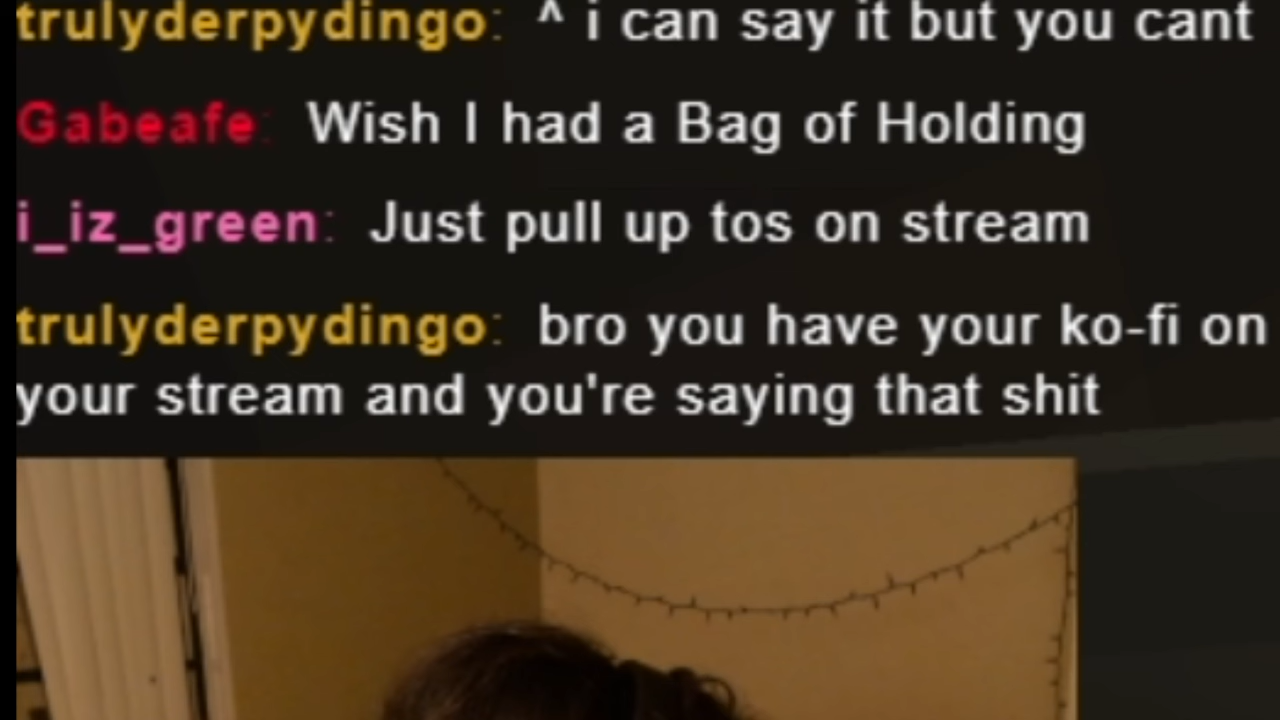 trulyderpydingo: ^ i can say it but you cant
Gabeafe: Wish I had a Bag of Holding
i_iz_green: Just pull up tos on stream
trulyderpydingo: bro you have your ko-fi on
your stream and you're saying that shit